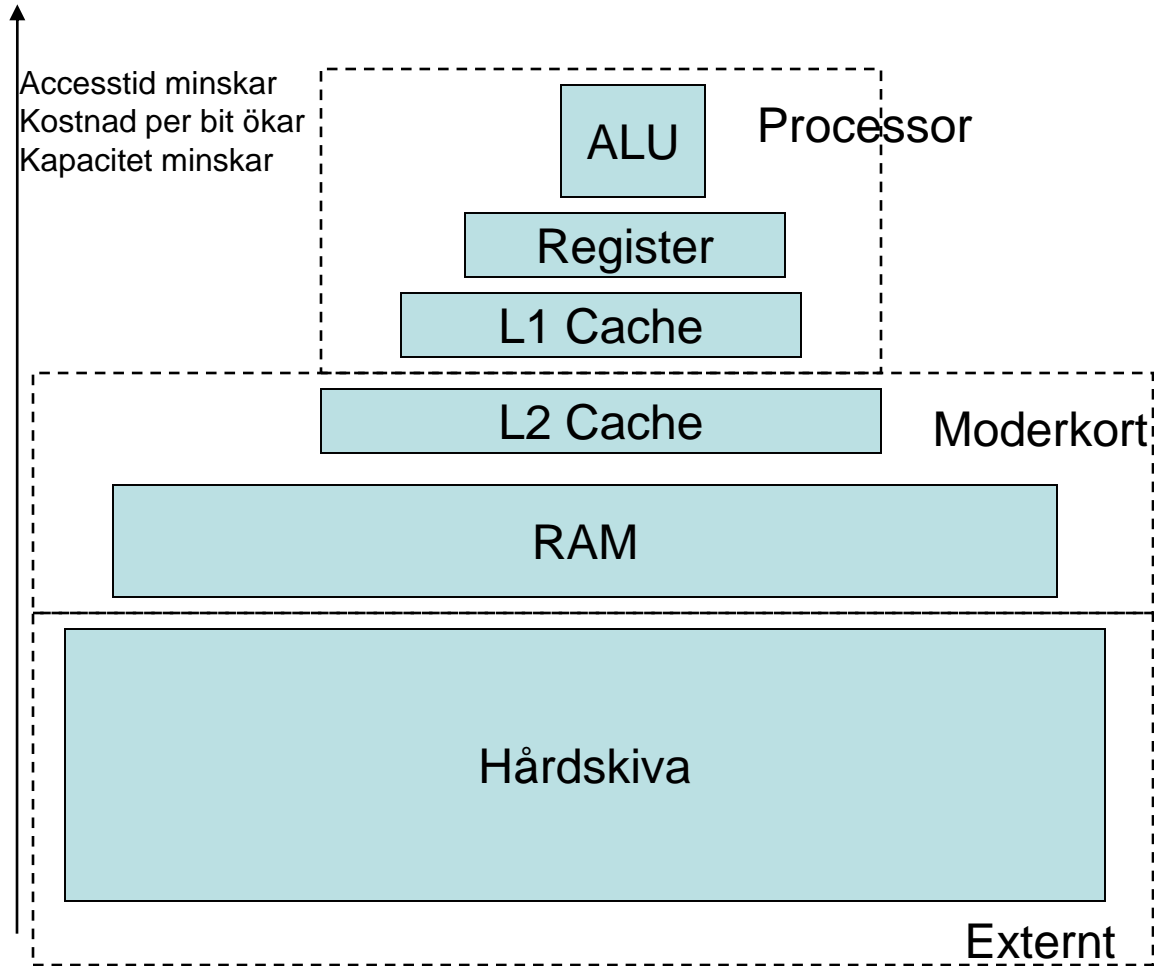 Accesstid minskar
Kostnad per bit ökar
Kapacitet minskar
ALU
Processor
Register
L1 Cache
L2 Cache
Moderkort
RAM
Hårdskiva
Externt